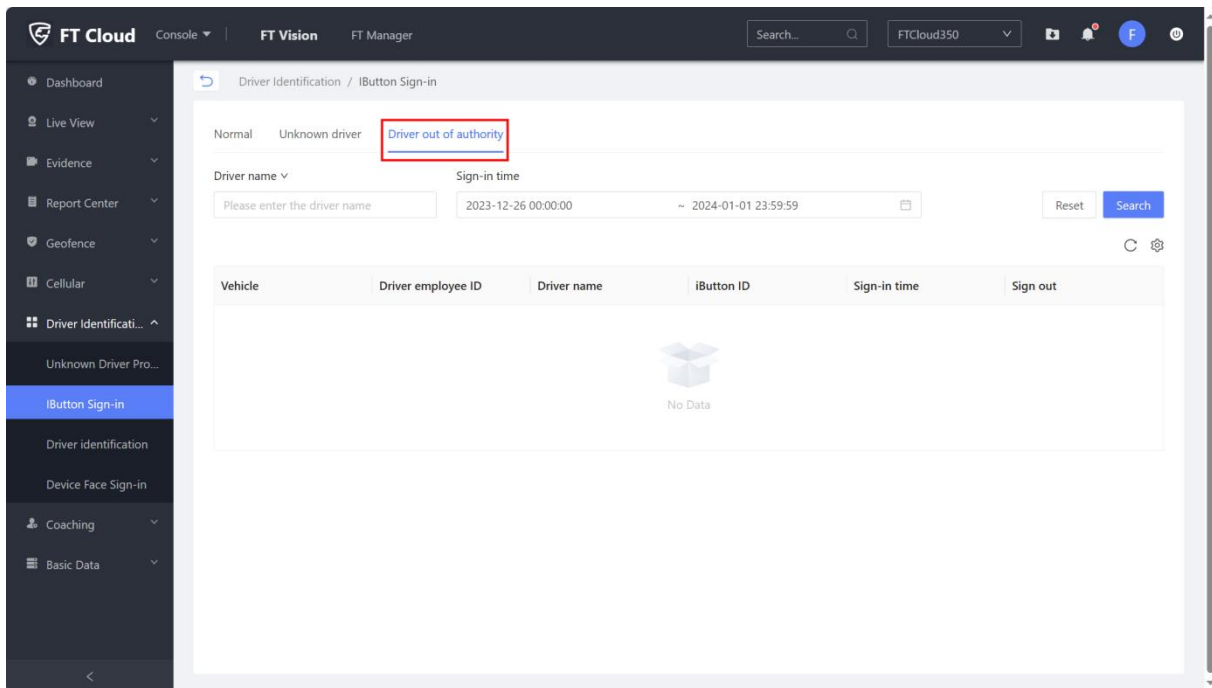 FT Cloud Console FT Vision FT Manager Search... FTCloud350 F
Dashboard
Live View
Evidence
Report Center
Geofence
Cellular
Driver Identificati...
Unknown Driver Pro...
IButton Sign-in
Driver identification
Device Face Sign-in
Coaching
Basic Data
Driver Identification / IButton Sign-in
Normal Unknown driver Driver out of authority
Driver name Sign-in time
Please enter the driver name 2023-12-26 00:00:00 ~ 2024-01-01 23:59:59 Reset Search
Vehicle Driver employee ID Driver name iButton ID Sign-in time Sign out
No Data